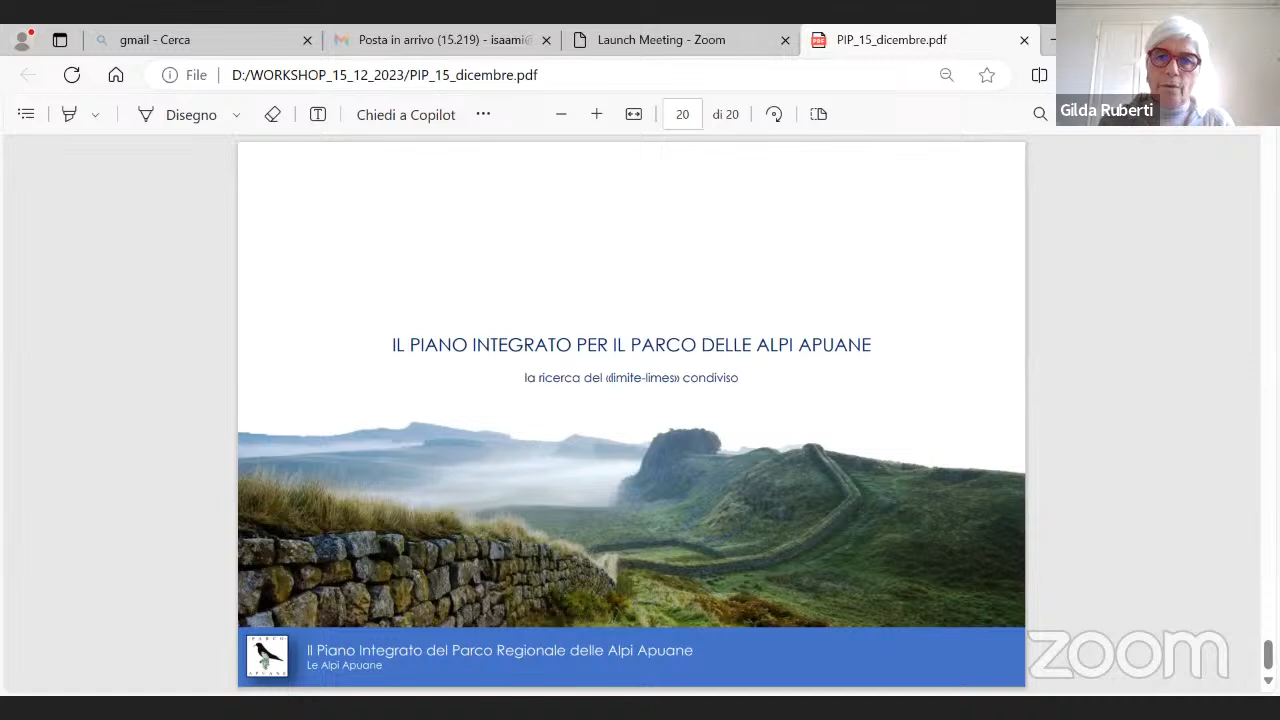 gmail - Cerca
Posta in arrivo (15,219) - isaami
Launch Meeting - Zoom
PIP_15_dicembre.pdf
File
D:/WORKSHOP_15_12_2023/PIP_15_dicembre.pdf
Disegno
Chiedi a Copilot
20
di 20
Gilda Ruberti
IL PIANO INTEGRATO PER IL PARCO DELLE ALPI APUANE
la ricerca del «limite-limes» condiviso
PARCO
APUANE
Il Piano Integrato del Parco Regionale delle Alpi Apuane
Le Alpi Apuane
zoom